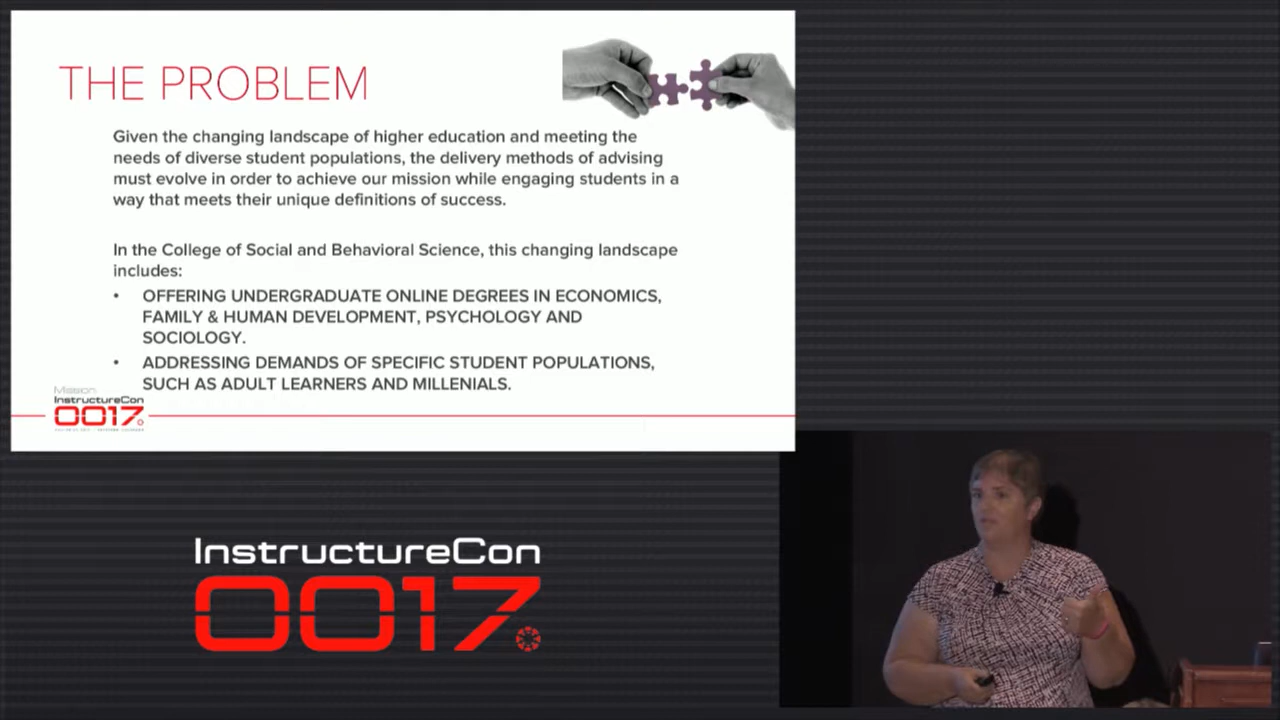 THE PROBLEM
Given the changing landscape of higher education and meeting the
needs of diverse student populations, the delivery methods of advising
must evolve in order to achieve our mission while engaging students in a
way that meets their unique definitions of success.
In the College of Social and Behavioral Science, this changing landscape
includes:
• OFFERING UNDERGRADUATE ONLINE DEGREES IN ECONOMICS,
FAMILY & HUMAN DEVELOPMENT, PSYCHOLOGY AND
SOCIOLOGY.
• ADDRESSING DEMANDS OF SPECIFIC STUDENT POPULATIONS,
SUCH AS ADULT LEARNERS AND MILLENIALS.
Mission:
InstructureCon
0017
InstructureCon
0017